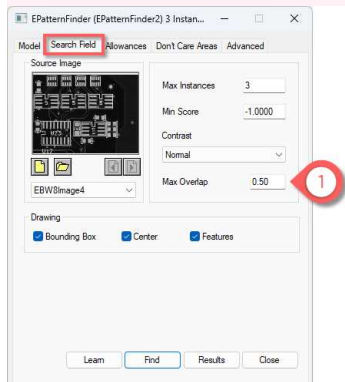 EPatternFinder (EPatternFinder2) 3 Instan...
Model Search Field Allowances Don't Care Areas Advanced
Source Image
Max Instances 3
Min Score -1.0000
Contrast
Normal
Max Overlap 0.50
1
EBW8Image4
Drawing
Bounding Box Center Features
Learn Find Results Close